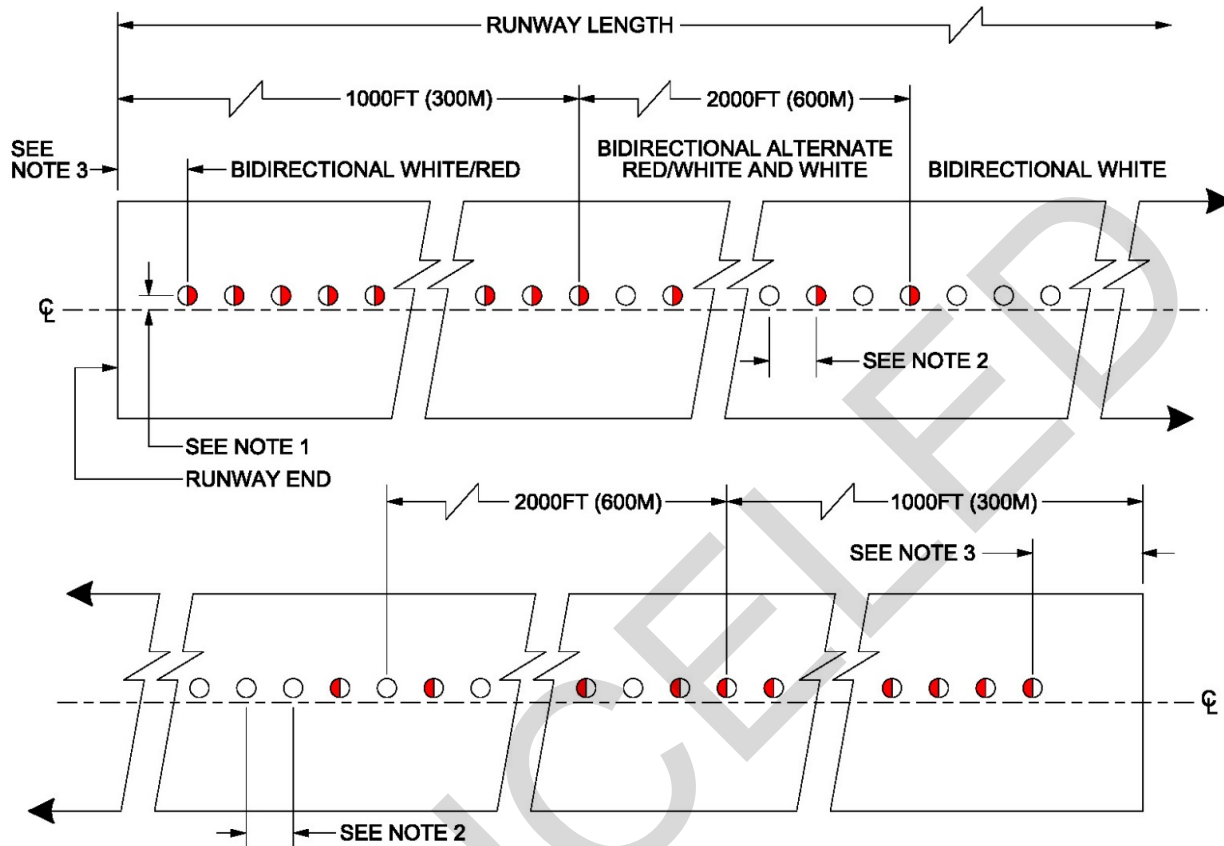 RUNWAY LENGTH
1000FT (300M)
2000FT (600M)
SEE
NOTE 3
BIDIRECTIONAL WHITE/RED
BIDIRECTIONAL ALTERNATE
RED/WHITE AND WHITE
BIDIRECTIONAL WHITE
℄
SEE NOTE 2
SEE NOTE 1
RUNWAY END
2000FT (600M)
1000FT (300M)
SEE NOTE 3
℄
SEE NOTE 2
NCELED